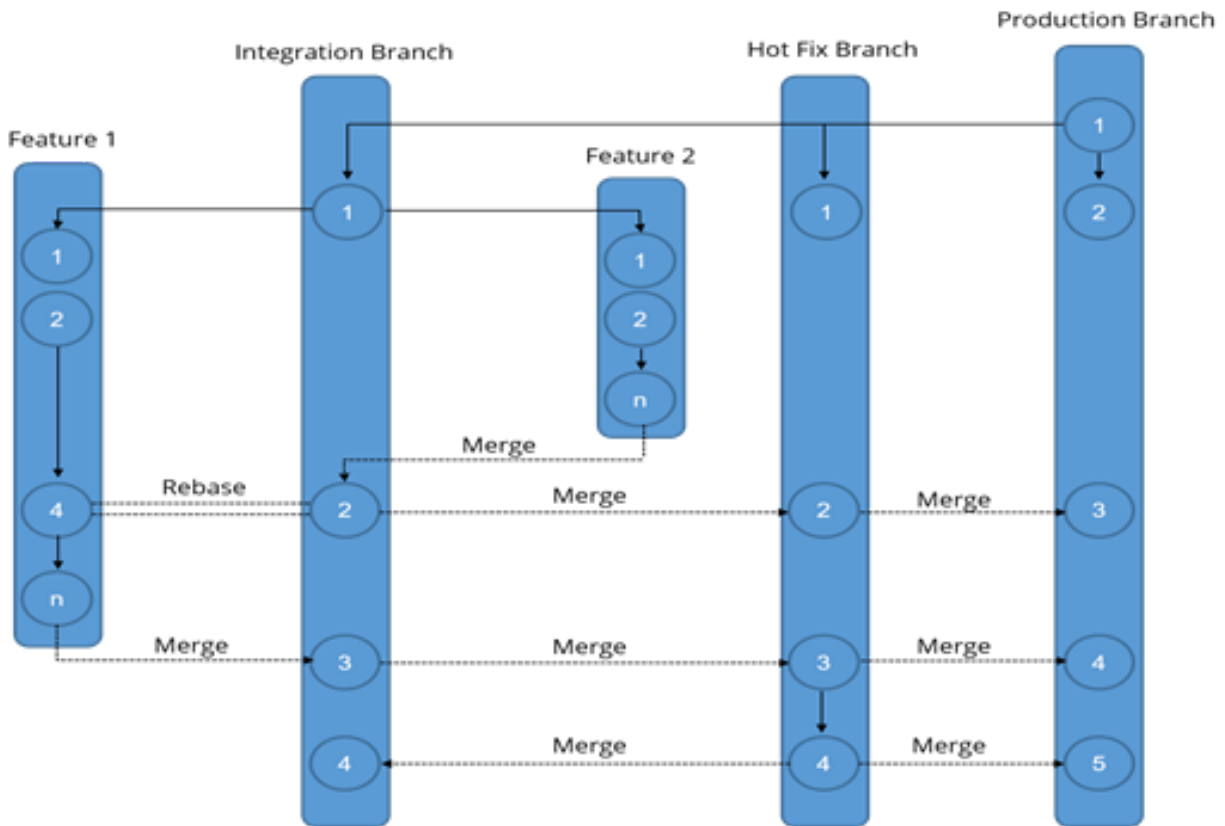 Production Branch
Integration Branch
Hot Fix Branch
Feature 1
Feature 2
1
1
1
2
1
1
2
2
n
Merge
Rebase
4
2
Merge
2
Merge
3
n
Merge
3
Merge
3
Merge
4
4
Merge
4
Merge
5